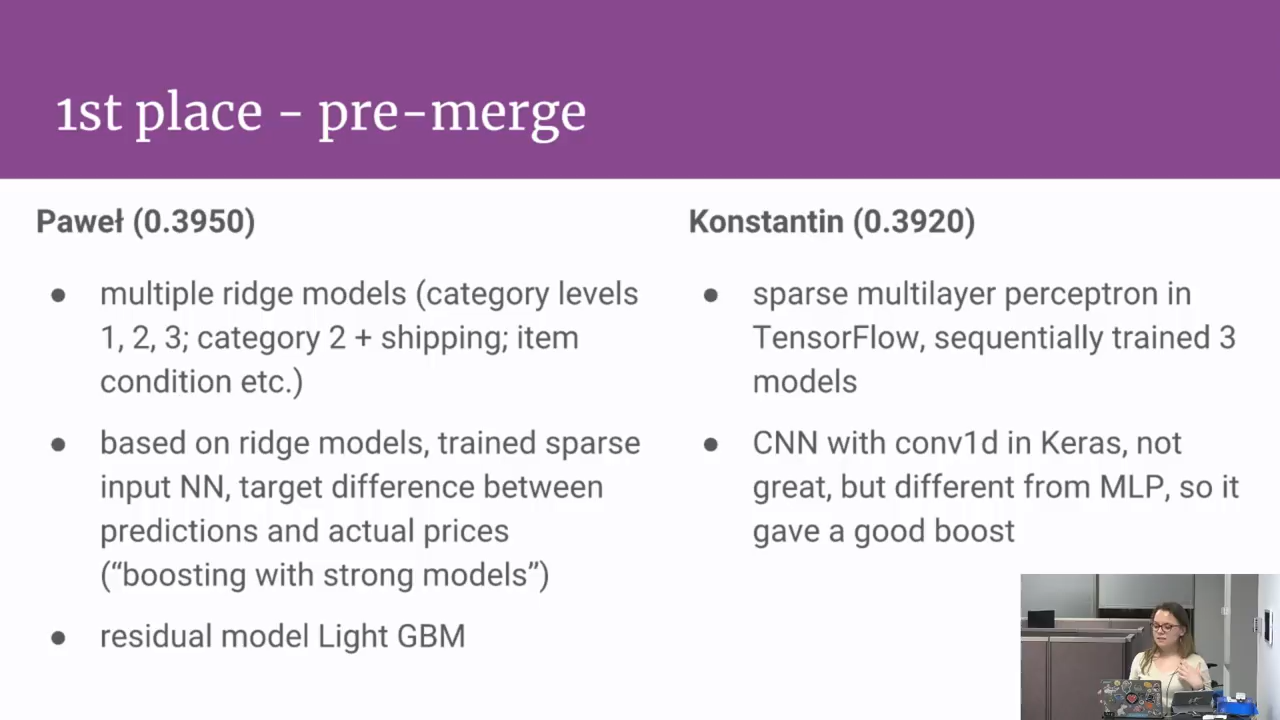 1st place - pre-merge
Paweł (0.3950)
● multiple ridge models (category levels
1, 2, 3; category 2 + shipping; item
condition etc.)
● based on ridge models, trained sparse
input NN, target difference between
predictions and actual prices
(“boosting with strong models”)
● residual model Light GBM
Konstantin (0.3920)
● sparse multilayer perceptron in
TensorFlow, sequentially trained 3
models
● CNN with conv1d in Keras, not
great, but different from MLP, so it
gave a good boost